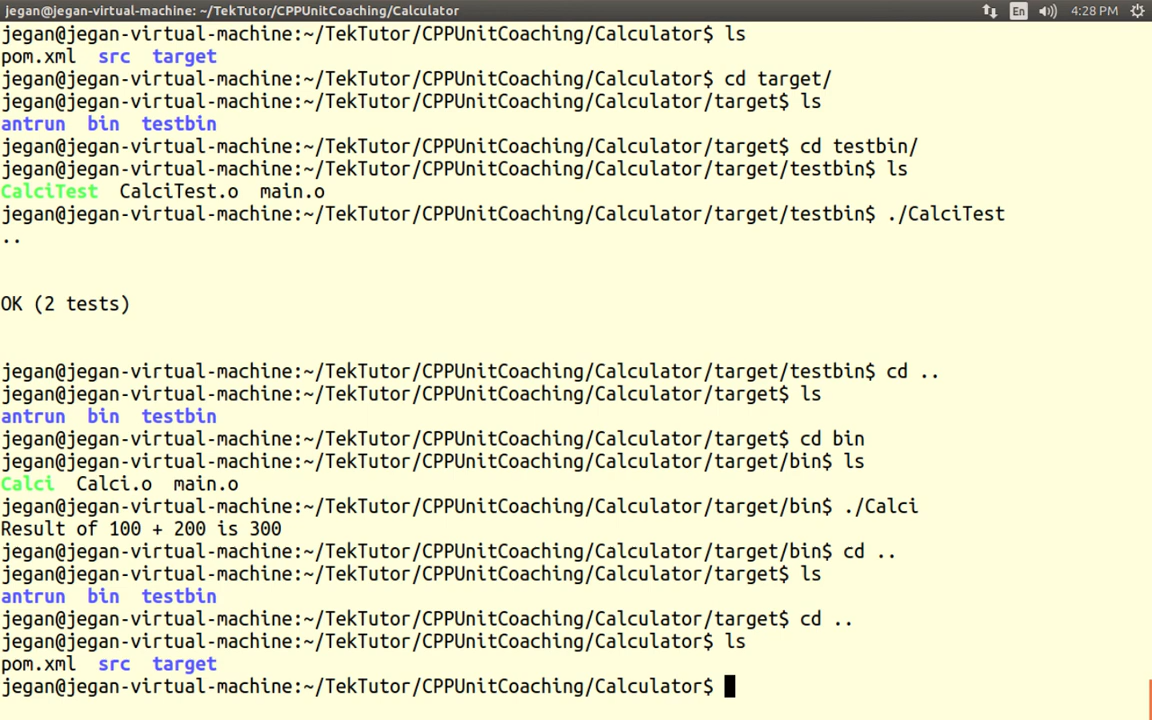 jegan@jegan-virtual-machine: ~/TekTutor/CPPUnitCoaching/Calculator En 4:28 PM
jegan@jegan-virtual-machine:~/TekTutor/CPPUnitCoaching/Calculator$ ls
pom.xml src target
jegan@jegan-virtual-machine:~/TekTutor/CPPUnitCoaching/Calculator$ cd target/
jegan@jegan-virtual-machine:~/TekTutor/CPPUnitCoaching/Calculator/target$ ls
antrun bin testbin
jegan@jegan-virtual-machine:~/TekTutor/CPPUnitCoaching/Calculator/target$ cd testbin/
jegan@jegan-virtual-machine:~/TekTutor/CPPUnitCoaching/Calculator/target/testbin$ ls
CalciTest CalciTest.o main.o
jegan@jegan-virtual-machine:~/TekTutor/CPPUnitCoaching/Calculator/target/testbin$ ./CalciTest
..
OK (2 tests)
jegan@jegan-virtual-machine:~/TekTutor/CPPUnitCoaching/Calculator/target/testbin$ cd ..
jegan@jegan-virtual-machine:~/TekTutor/CPPUnitCoaching/Calculator/target$ ls
antrun bin testbin
jegan@jegan-virtual-machine:~/TekTutor/CPPUnitCoaching/Calculator/target$ cd bin
jegan@jegan-virtual-machine:~/TekTutor/CPPUnitCoaching/Calculator/target/bin$ ls
Calci Calci.o main.o
jegan@jegan-virtual-machine:~/TekTutor/CPPUnitCoaching/Calculator/target/bin$ ./Calci
Result of 100 + 200 is 300
jegan@jegan-virtual-machine:~/TekTutor/CPPUnitCoaching/Calculator/target/bin$ cd ..
jegan@jegan-virtual-machine:~/TekTutor/CPPUnitCoaching/Calculator/target$ ls
antrun bin testbin
jegan@jegan-virtual-machine:~/TekTutor/CPPUnitCoaching/Calculator/target$ cd ..
jegan@jegan-virtual-machine:~/TekTutor/CPPUnitCoaching/Calculator$ ls
pom.xml src target
jegan@jegan-virtual-machine:~/TekTutor/CPPUnitCoaching/Calculator$